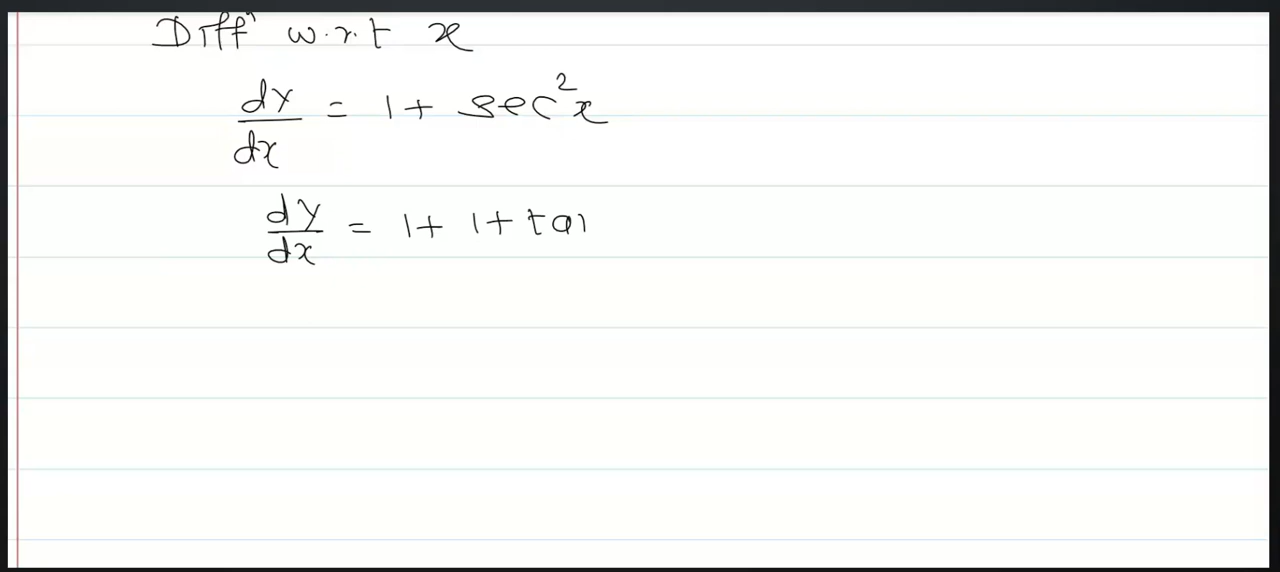 Diffⁿ w.r.t x
dy/dx = 1 + sec²x
dy/dx = 1 + 1 + tan